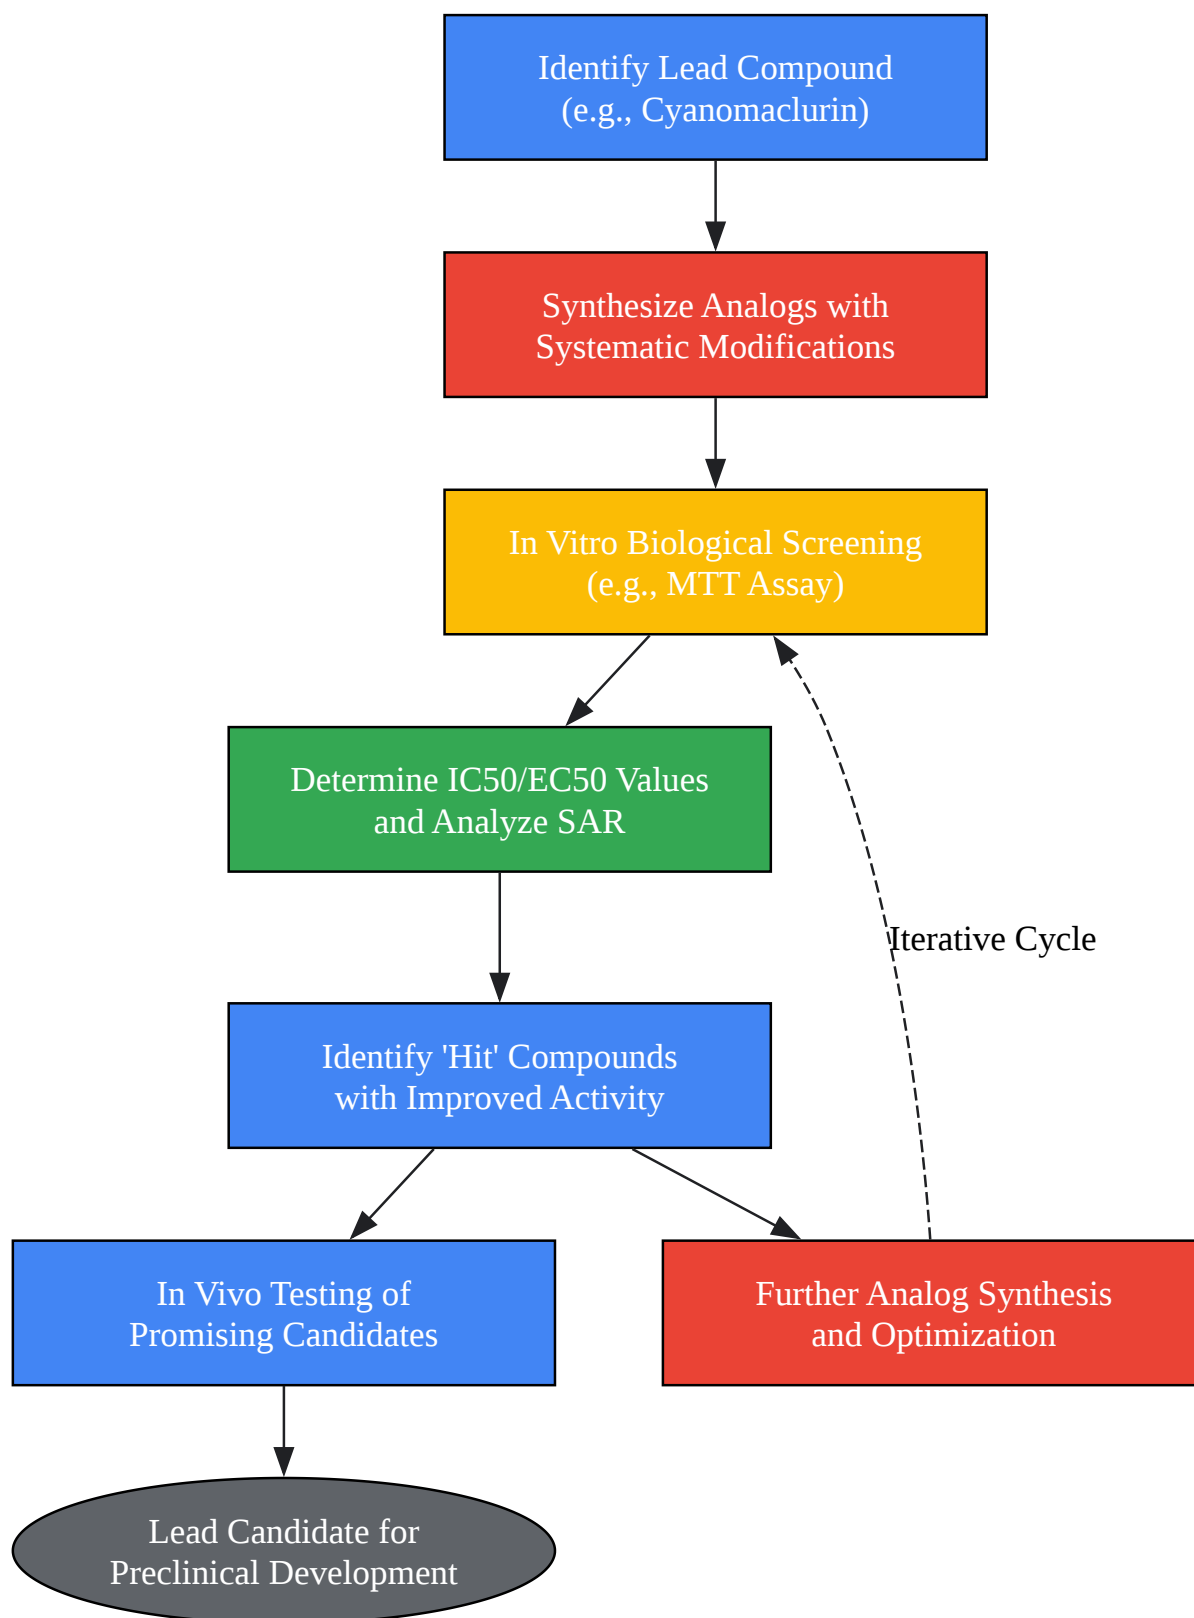 Identify Lead Compound
(e.g., Cyanomaclurin)
Synthesize Analogs with
Systematic Modifications
In Vitro Biological Screening
(e.g., MTT Assay)
Determine IC50/EC50 Values
and Analyze SAR
Iterative Cycle
Identify 'Hit' Compounds
with Improved Activity
In Vivo Testing of
Promising Candidates
Further Analog Synthesis
and Optimization
Lead Candidate for
Preclinical Development